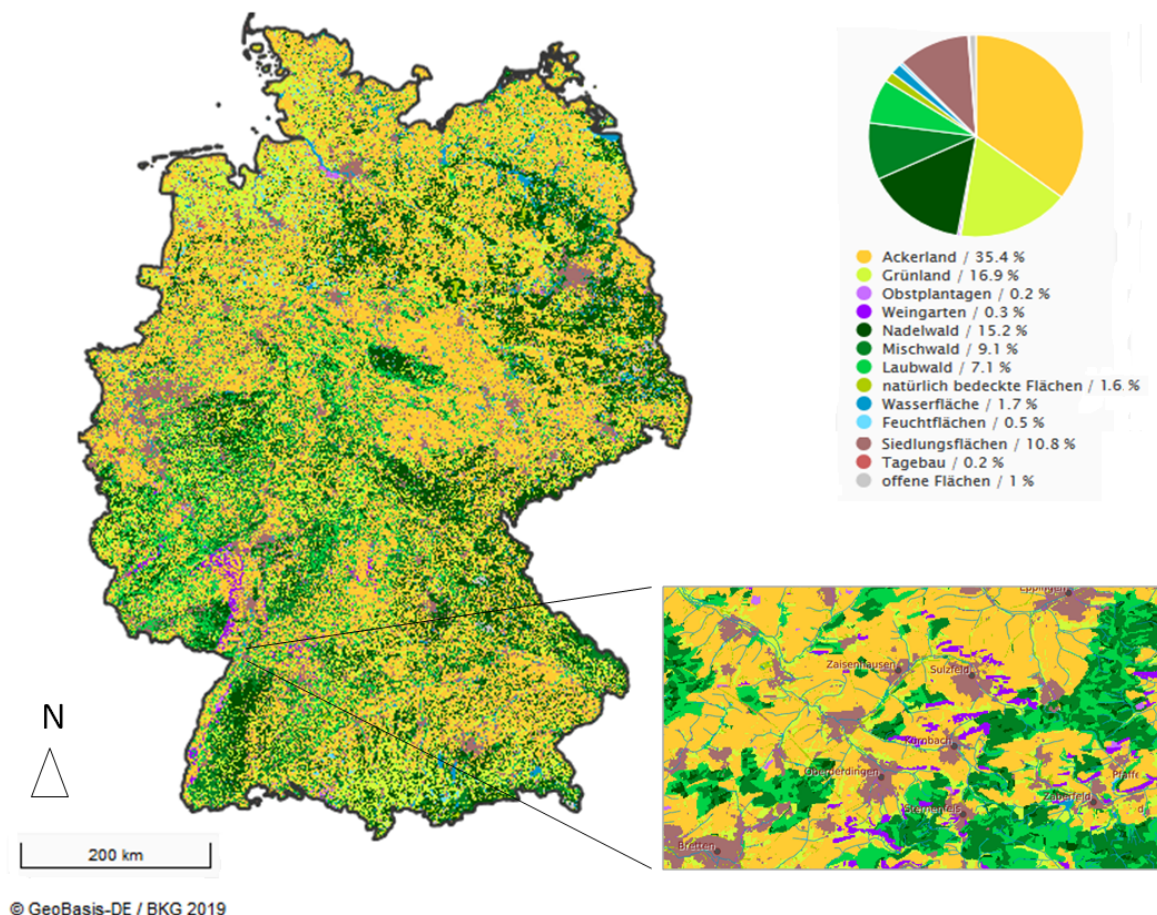 Ackerland / 35.4 %
Grünland / 16.9 %
Obstplantagen / 0.2 %
Weingarten / 0.3 %
Nadelwald / 15.2 %
Mischwald / 9.1 %
Laubwald / 7.1 %
natürlich bedeckte Flächen / 1.6 %
Wasserfläche / 1.7 %
Feuchtflächen / 0.5 %
Siedlungsflächen / 10.8 %
Tagebau / 0.2 %
offene Flächen / 1 %
Eppingen
Zaisenhausen
Sulzfeld
Kürnbach
Oberderdingen
Pfaffe
Zaberfeld
d
Sternenfels
Bretten
N
200 km
© GeoBasis-DE / BKG 2019